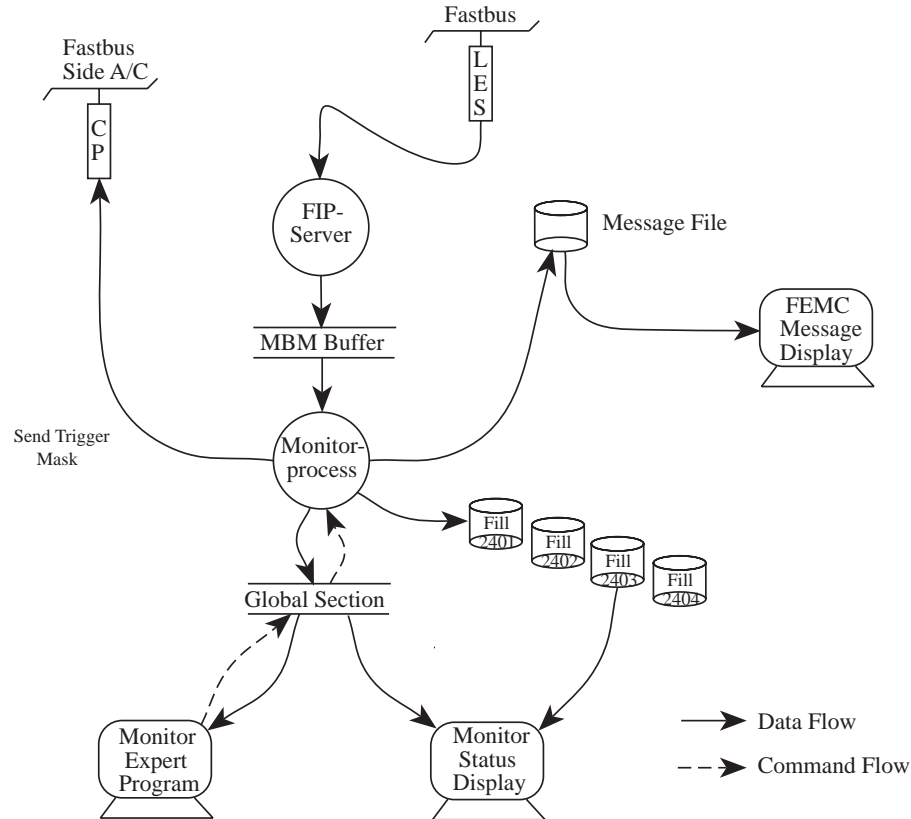 Fastbus
Fastbus
Side A/C
L
E
S
C
P
FIP-
Server
Message File
FEMC
Message
Display
MBM Buffer
Send Trigger
Mask
Monitor-
process
Fill
2401
Fill
2402
Fill
2403
Fill
2404
Global Section
Monitor
Expert
Program
Monitor
Status
Display
Data Flow
Command Flow